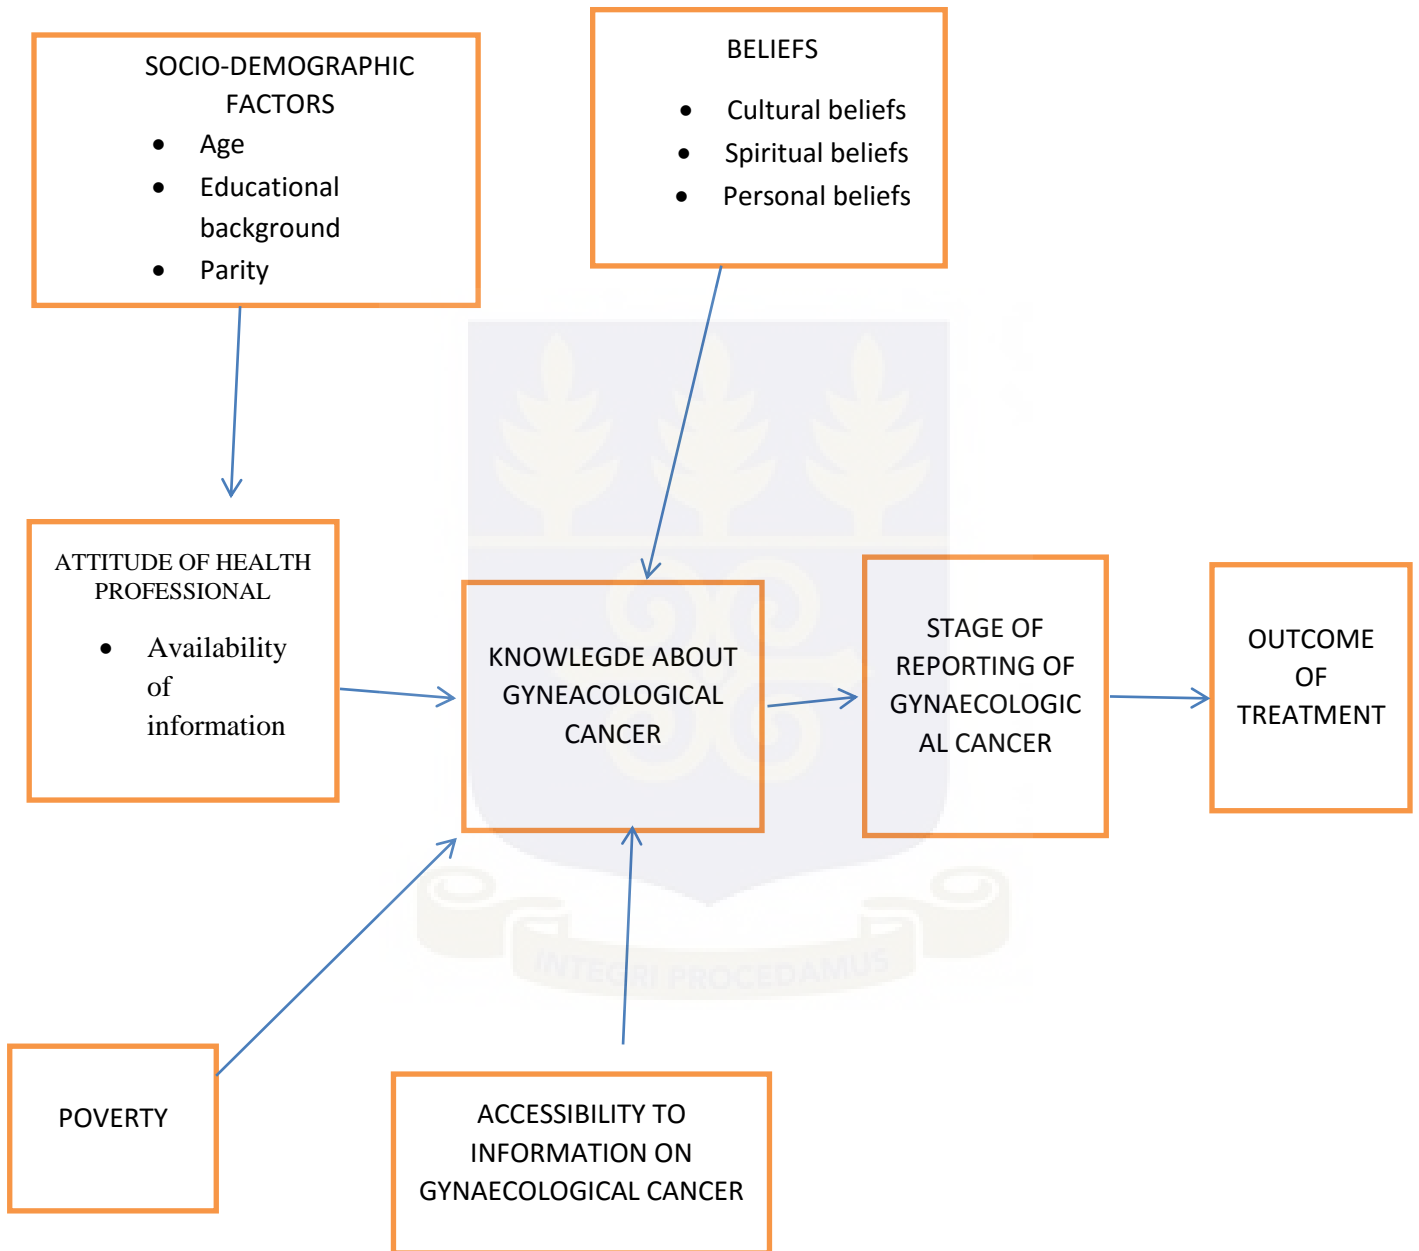 SOCIO-DEMOGRAPHIC
FACTORS
• Age
• Educational
background
• Parity
BELIEFS
• Cultural beliefs
• Spiritual beliefs
• Personal beliefs
ATTITUDE OF HEALTH
PROFESSIONAL
• Availability
of
information
KNOWLEGDE ABOUT
GYNEACOLOGICAL
CANCER
STAGE OF
REPORTING OF
GYNAECOLOGIC
AL CANCER
OUTCOME
OF
TREATMENT
INTEGRI PROCEDAMUS
POVERTY
ACCESSIBILITY TO
INFORMATION ON
GYNAECOLOGICAL CANCER